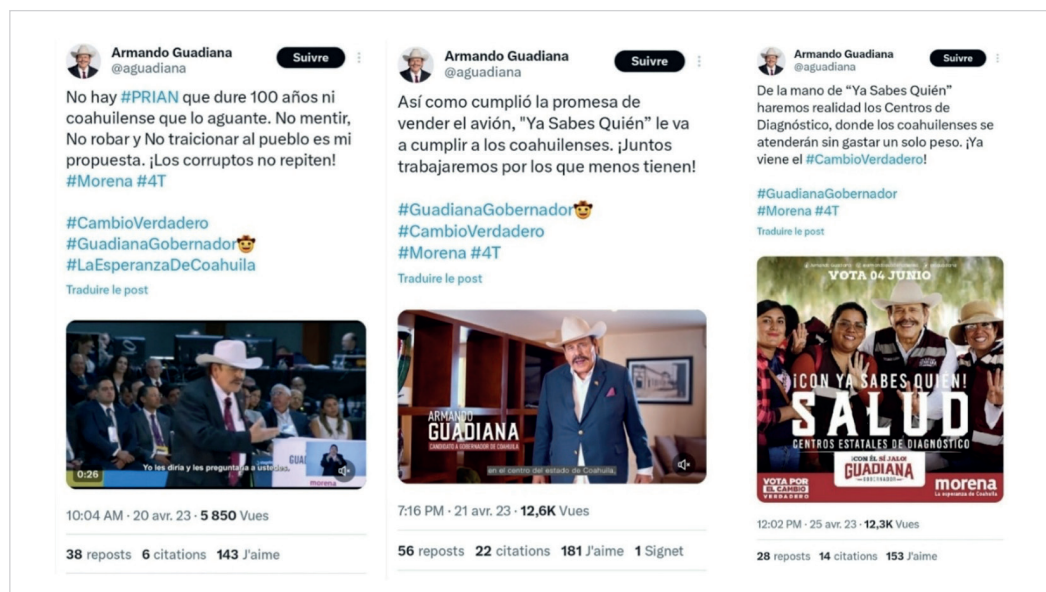 Armando Guadiana
@aguadiana
Suivre
No hay #PRIAN que dure 100 años ni
coahuilense que lo aguante. No mentir,
No robar y No traicionar al pueblo es mi
propuesta. ¡Los corruptos no repiten!
#Morena #4T
#CambioVerdadero
#GuadianaGobernador🤠
#LaEsperanzaDeCoahuila
Traduire le post
0:26
Yo les diría y les preguntaría a ustedes.
morena
10:04 AM · 20 avr. 23 · 5 850 Vues
38 reposts 6 citations 143 J'aime
Armando Guadiana
@aguadiana
Suivre
Así como cumplió la promesa de
vender el avión, "Ya Sabes Quién” le va
a cumplir a los coahuilenses. ¡Juntos
trabajaremos por los que menos tienen!
#GuadianaGobernador🤠
#CambioVerdadero
#Morena #4T
Traduire le post
ARMANDO
GUADIANA
CANDIDATO A GOBERNADOR DE COAHUILA
en el centro del estado de Coahuila,
7:16 PM · 21 avr. 23 · 12,6K Vues
56 reposts 22 citations 181 J'aime 1 Signet
Armando Guadiana
@aguadiana
Suivre
De la mano de “Ya Sabes Quién”
haremos realidad los Centros de
Diagnóstico, donde los coahuilenses se
atenderán sin gastar un solo peso. ¡Ya
viene el #CambioVerdadero!
#GuadianaGobernador
#Morena #4T
Traduire le post
VOTA 04 JUNIO
¡CON YA SABES QUIÉN!
SALUD
CENTROS ESTATALES DE DIAGNÓSTICO
¡CON ÉL SÍ JALO!
GUADIANA
GOBERNADOR
VOTA POR
EL CAMBIO
VERDADERO
morena
La esperanza de Coahuila
12:02 PM · 25 avr. 23 · 12,3K Vues
28 reposts 14 citations 153 J'aime